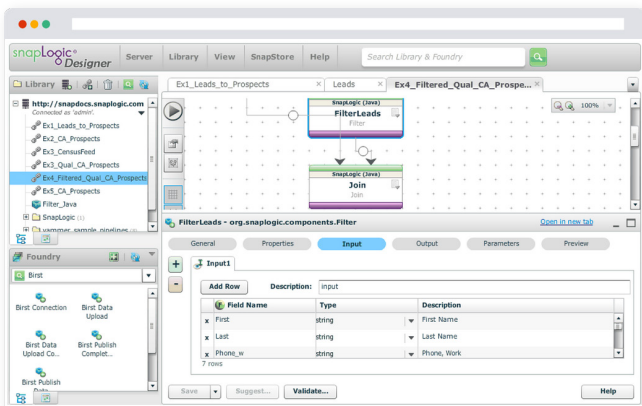 snapLogic Designer
Server Library View SnapStore Help
Search Library & Foundry
Library
http://snapdocs.snaplogic.com
Connected as 'admin'.
Ex1_Leads_to_Prospects
Ex2_CA_Prospects
Ex3_CensusFeed
Ex3_Qual_CA_Prospects
Ex4_Filtered_Qual_CA_Prospects
Ex5_CA_Prospects
Filter_Java
SnapLogic (1)
vammer sample pipelines
Foundry
Birst
Birst Connection
Birst Data
Upload
Birst Data
Upload Co...
Birst Publish
Complet...
Birst Publish
Ex1_Leads_to_Prospects ×
Leads ×
Ex4_Filtered_Qual_CA_Prospe... ×
100%
SnapLogic (Java)
FilterLeads
Filter
SnapLogic (Java)
Join
Join
FilterLeads - org.snaplogic.components.Filter
Open in new tab
General Properties Input Output Parameters Preview
+
-
Input1
Add Row Description: input
Field Name Type Description
x First string First Name
x Last string Last Name
x Phone_w string Phone, Work
7 rows
Save Suggest... Validate... Help